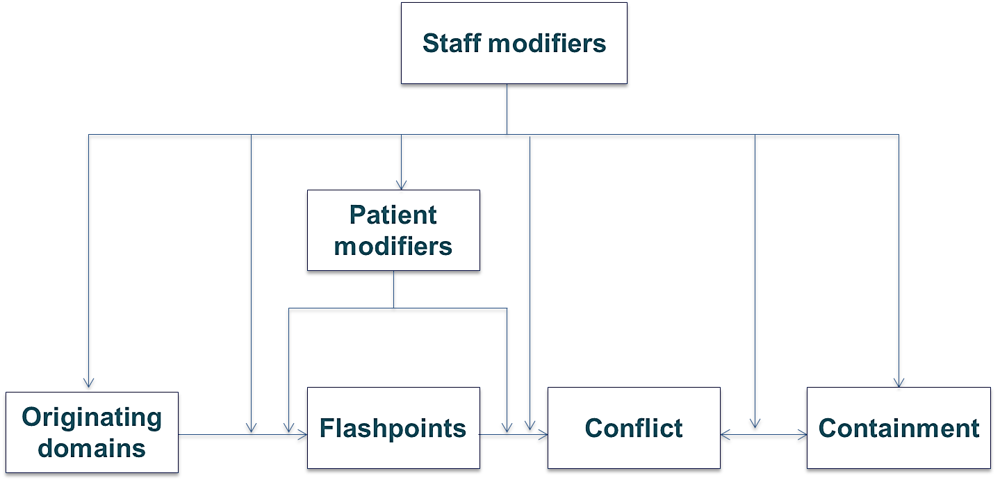 Staff modifiers
Patient
modifiers
Originating
domains
Flashpoints
Conflict
Containment